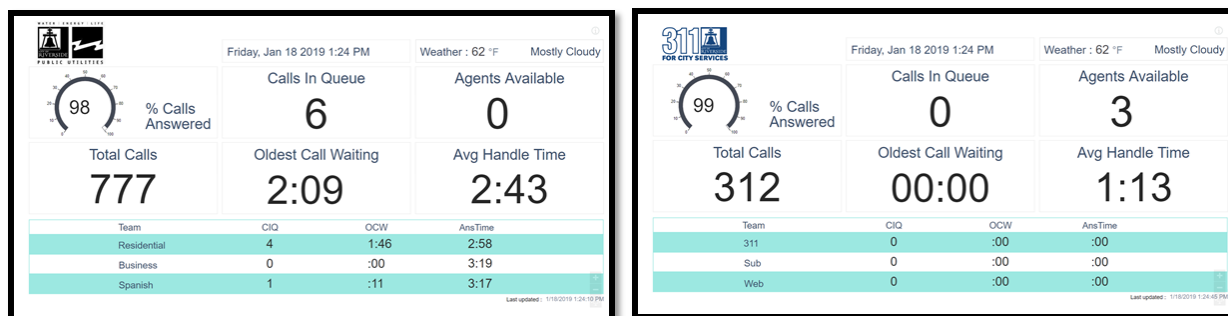 WATER | ENERGY | LIFE
RIVERSIDE
PUBLIC UTILITIES
Friday, Jan 18 2019 1:24 PM
Weather : 62 °F Mostly Cloudy
98
% Calls
Answered
Calls In Queue
6
Agents Available
0
Total Calls
777
Oldest Call Waiting
2:09
Avg Handle Time
2:43
Team CIQ OCW AnsTime
Residential 4 1:46 2:58
Business 0 :00 3:19
Spanish 1 :11 3:17
Last updated : 1/18/2019 1:24:10 PM
311
FOR CITY SERVICES
Friday, Jan 18 2019 1:24 PM
Weather : 62 °F Mostly Cloudy
99
% Calls
Answered
Calls In Queue
0
Agents Available
3
Total Calls
312
Oldest Call Waiting
00:00
Avg Handle Time
1:13
Team CIQ OCW AnsTime
311 0 :00 :00
Sub 0 :00 :00
Web 0 :00 :00
Last updated : 1/18/2019 1:24:45 PM